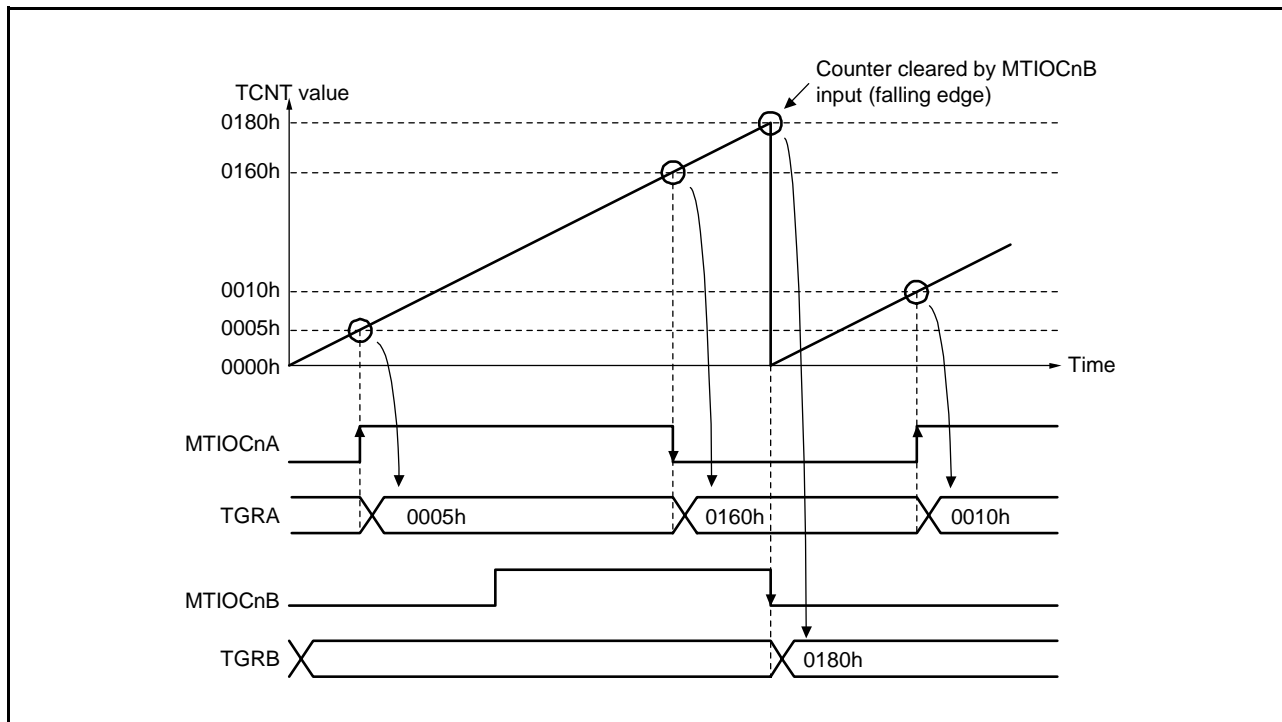 Counter cleared by MTIOCnB
input (falling edge)
TCNT value
0180h
0160h
0010h
0005h
0000h
Time
MTIOCnA
TGRA
0005h
0160h
0010h
MTIOCnB
TGRB
0180h